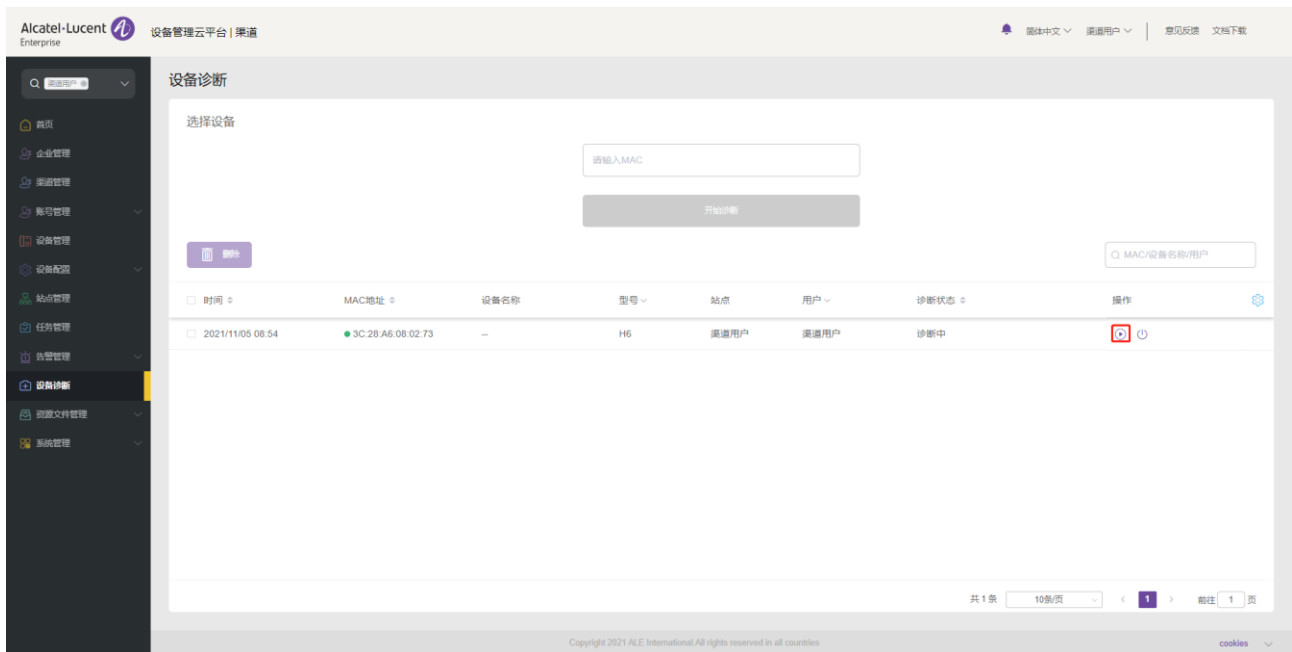 Alcatel·Lucent
Enterprise
设备管理云平台 | 渠道
简体中文 渠道用户 意见反馈 文档下载
渠道用户
首页
企业管理
渠道管理
账号管理
设备管理
设备配置
站点管理
任务管理
告警管理
设备诊断
资源文件管理
系统管理
设备诊断
选择设备
请输入MAC
开始诊断
删除
MAC/设备名称/用户
时间 MAC地址 设备名称 型号 站点 用户 诊断状态 操作
2021/11/05 08:54 3C:28:A6:08:02:73 -- H6 渠道用户 渠道用户 诊断中
共1条 10条/页 < 1 > 前往 1 页
Copyright 2021 ALE International.All rights reserved in all countries
cookies